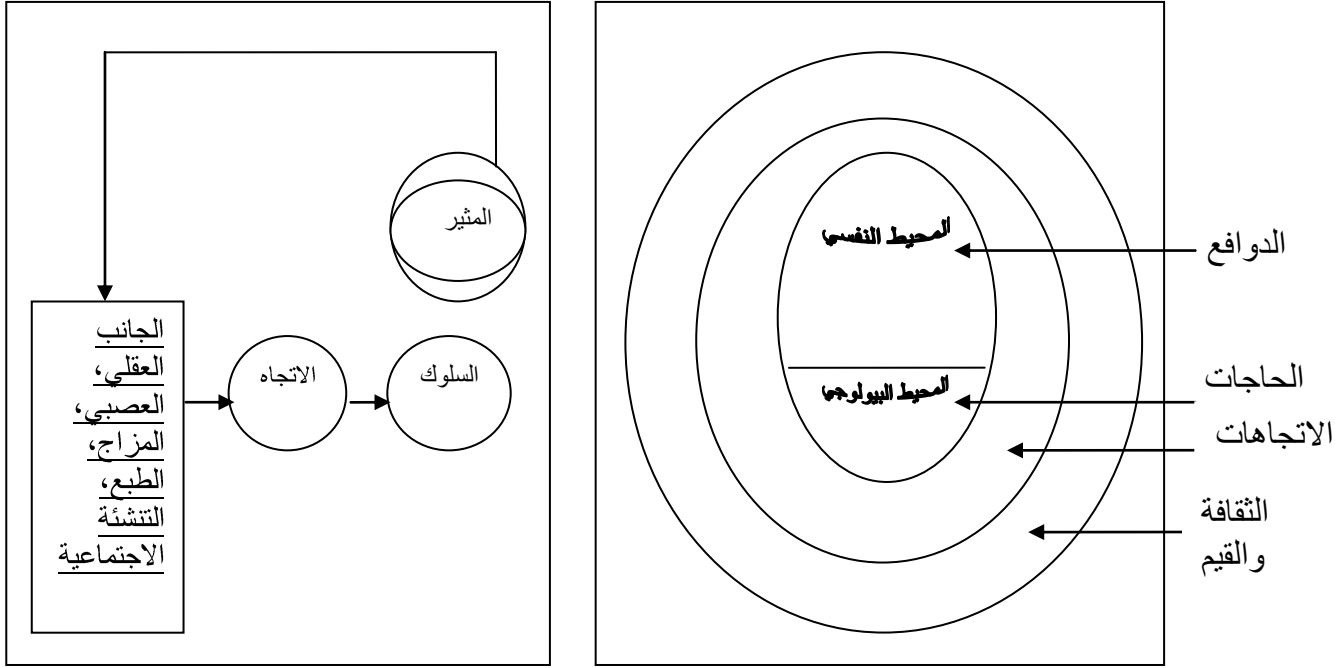 المثير
الجانب
العقلي،
العصبي،
المزاج،
الطبع،
التنشئة
الاجتماعية
الاتجاه
السلوك
المحيط النفسي
المحيط البيولوجي
الدوافع
الحاجات
الاتجاهات
الثقافة
والقيم